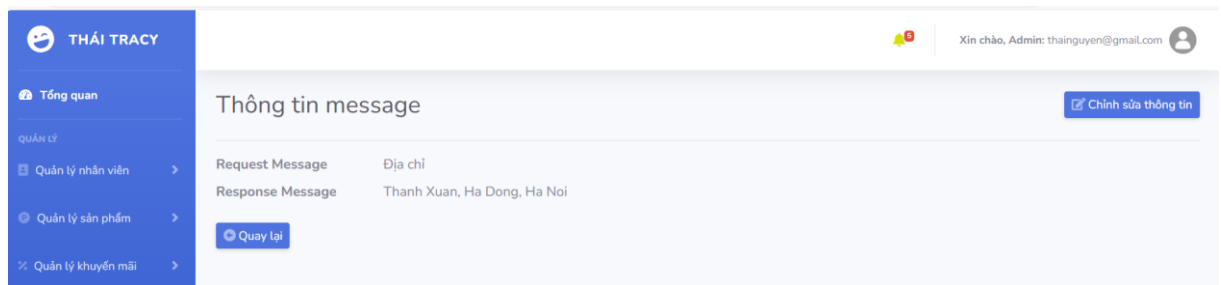 THÁI TRACY
5
Xin chào, Admin: thainguyen@gmail.com
Tổng quan
Thông tin message
Chỉnh sửa thông tin
QUẢN LÝ
Quản lý nhân viên
Request Message Địa chỉ
Response Message Thanh Xuan, Ha Dong, Ha Noi
Quản lý sản phẩm
Quay lại
Quản lý khuyến mãi